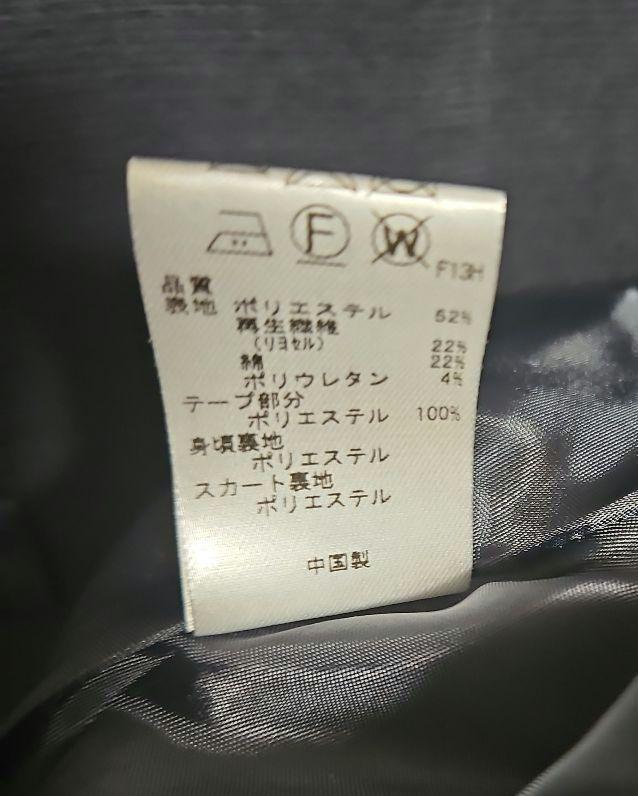 F
W
F13H
品質
表地 ポリエステル 52%
再生繊維
(リヨセル) 22%
綿 22%
ポリウレタン 4%
テープ部分
ポリエステル 100%
身頃裏地
ポリエステル
スカート裏地
ポリエステル
中国製